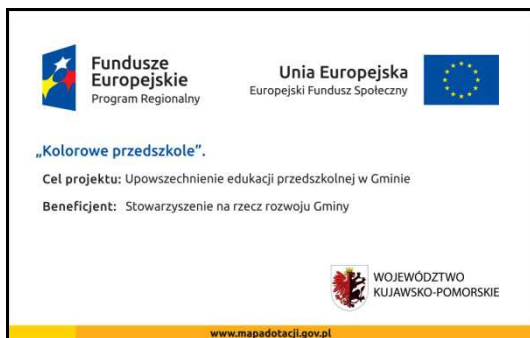 Fundusze
Europejskie
Program Regionalny
Unia Europejska
Europejski Fundusz Społeczny
„Kolorowe przedszkole”.
Cel projektu: Upowszechnienie edukacji przedszkolnej w Gminie
Beneficjent: Stowarzyszenie na rzecz rozwoju Gminy
WOJEWÓDZTWO
KUJAWSKO-POMORSKIE
www.mapadotacji.gov.pl